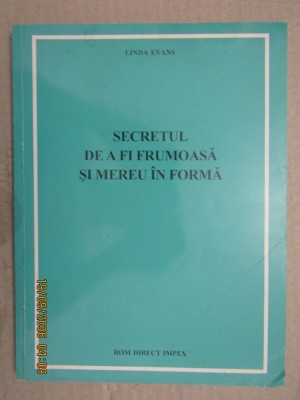 LINDA EVANS
SECRETUL
DE A FI FRUMOASĂ
ȘI MEREU ÎN FORMĂ
ROM DIRECT IMPEX